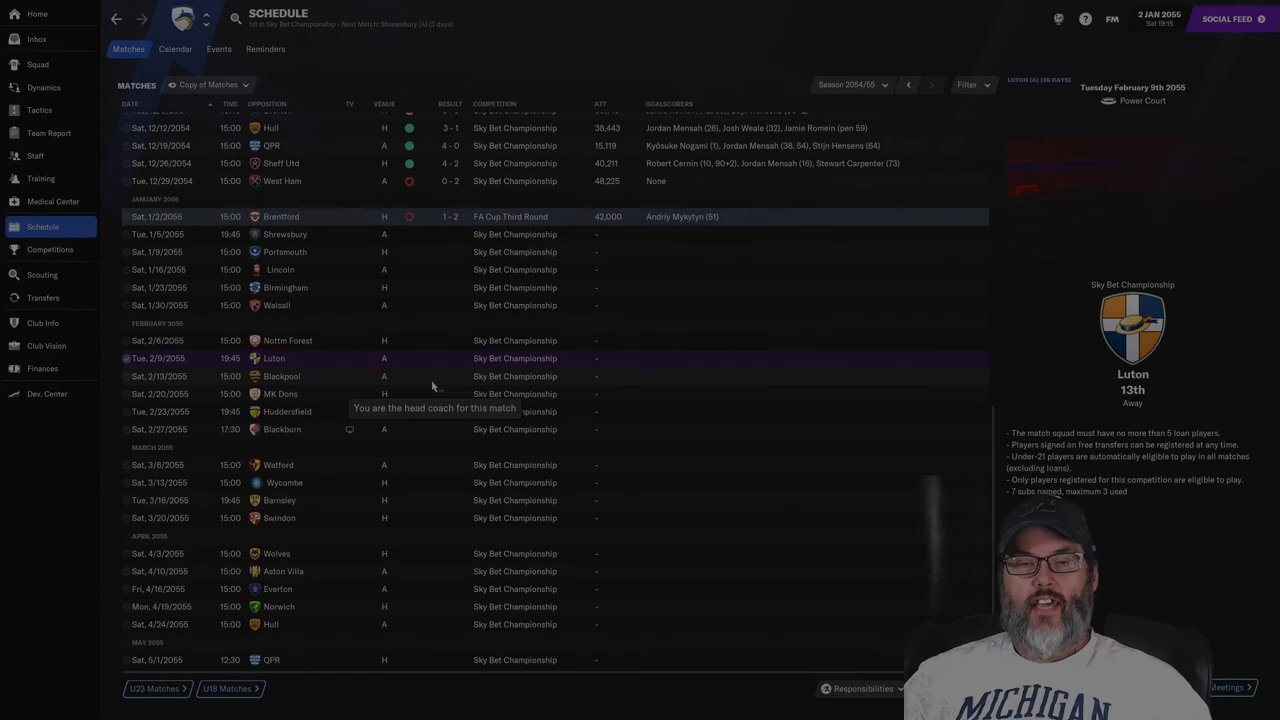 SCHEDULE
1st in Sky Bet Championship - Next Match: Shrewsbury (A) (3 days)
FM
2 JAN 2055
Sat 19:15
SOCIAL FEED
Home
Inbox
Squad
Dynamics
Tactics
Team Report
Staff
Training
Medical Center
Schedule
Competitions
Scouting
Transfers
Club Info
Club Vision
Finances
Dev. Center
Matches Calendar Events Reminders
MATCHES Copy of Matches Season 2054/55 Filter
DATE TIME OPPOSITION TV VENUE RESULT COMPETITION ATT GOALSCORERS
Sat, 12/12/2054 15:00 Hull H 3 - 1 Sky Bet Championship 38,443 Jordan Mensah (28), Josh Weale (32), Jamie Romein (pen 59)
Sat, 12/19/2054 15:00 QPR A 4 - 0 Sky Bet Championship 15,119 Kyōsuke Nogami (1), Jordan Mensah (38, 54), Stijn Hensens (64)
Sat, 12/26/2054 15:00 Sheff Utd H 4 - 2 Sky Bet Championship 40,211 Robert Cernin (10, 90+2), Jordan Mensah (16), Stewart Carpenter (73)
Tue, 12/29/2054 15:00 West Ham A 0 - 2 Sky Bet Championship 48,225 None
JANUARY 2055
Sat, 1/2/2055 15:00 Brentford H 1 - 2 FA Cup Third Round 42,000 Andriy Mykytyn (51)
Tue, 1/5/2055 19:45 Shrewsbury A Sky Bet Championship -
Sat, 1/9/2055 15:00 Portsmouth H Sky Bet Championship -
Sat, 1/16/2055 15:00 Lincoln A Sky Bet Championship -
Sat, 1/23/2055 15:00 Birmingham H Sky Bet Championship -
Sat, 1/30/2055 15:00 Walsall A Sky Bet Championship -
FEBRUARY 2055
Sat, 2/6/2055 15:00 Nottm Forest H Sky Bet Championship -
Tue, 2/9/2055 19:45 Luton A Sky Bet Championship -
Sat, 2/13/2055 15:00 Blackpool A Sky Bet Championship -
Sat, 2/20/2055 15:00 MK Dons H Sky Bet Championship -
You are the head coach for this match
Tue, 2/23/2055 19:45 Huddersfield championship -
Sat, 2/27/2055 17:30 Blackburn A Sky Bet Championship -
MARCH 2055
Sat, 3/6/2055 15:00 Watford A Sky Bet Championship -
Sat, 3/13/2055 15:00 Wycombe H Sky Bet Championship -
Tue, 3/16/2055 19:45 Barnsley A Sky Bet Championship -
Sat, 3/20/2055 15:00 Swindon H Sky Bet Championship -
APRIL 2055
Sat, 4/3/2055 15:00 Wolves H Sky Bet Championship -
Sat, 4/10/2055 15:00 Aston Villa A Sky Bet Championship -
Fri, 4/16/2055 15:00 Everton A Sky Bet Championship -
Mon, 4/19/2055 15:00 Norwich H Sky Bet Championship -
Sat, 4/24/2055 15:00 Hull A Sky Bet Championship -
MAY 2055
Sat, 5/1/2055 12:30 QPR H Sky Bet Championship -
U23 Matches U18 Matches Responsibilities Meetings
LUTON (A) (38 DAYS)
Tuesday February 9th 2055
Power Court
Sky Bet Championship
Luton
13th
Away
- The match squad must have no more than 5 loan players.
- Players signed on free transfers can be registered at any time.
- Under-21 players are automatically eligible to play in all matches
(excluding loans).
- Only players registered for this competition are eligible to play.
- 7 subs named, maximum 3 used
MICHIGAN